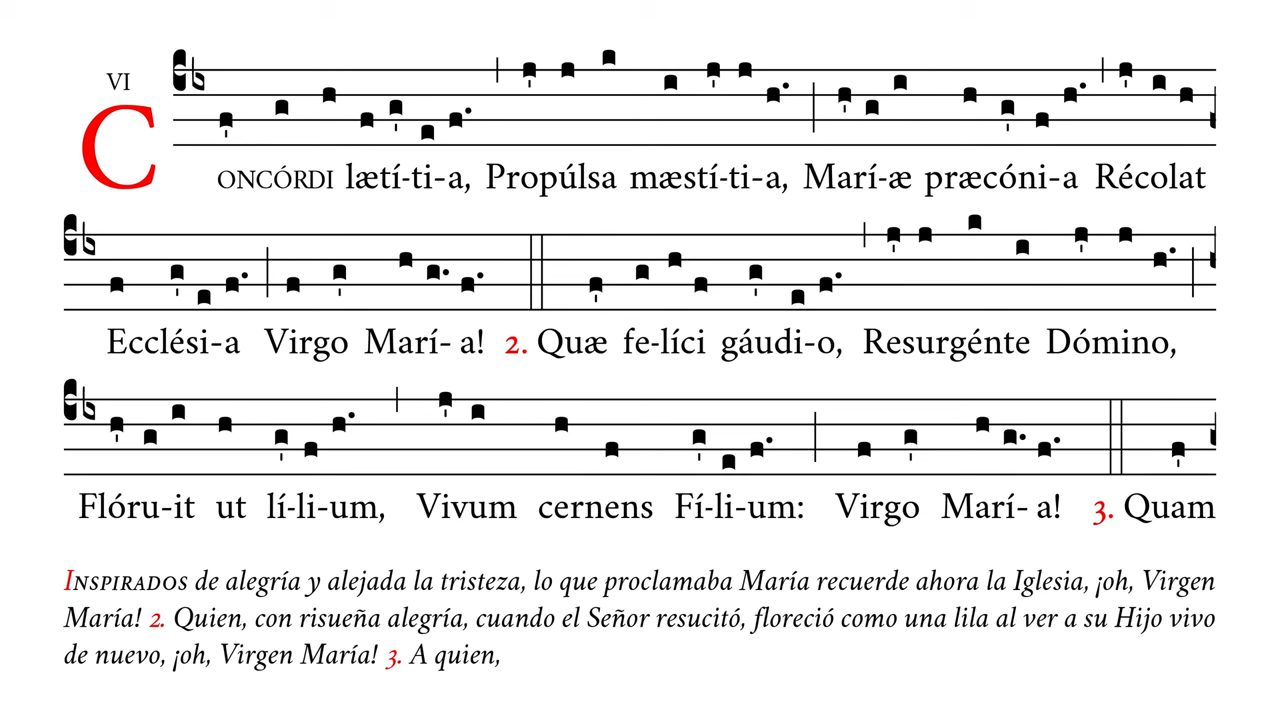 VI
CONCÓRDI lætí-ti-a, Propúlsa mæstí-ti-a, Marí-æ præcóni-a Récolat
Ecclési-a Virgo Marí- a! 2. Quæ fe-líci gáudi-o, Resurgénte Dómino,
Flóru-it ut lí-li-um, Vivum cernens Fí-li-um: Virgo Marí- a! 3. Quam
INSPIRADOS de alegría y alejada la tristeza, lo que proclamaba María recuerde ahora la Iglesia, ¡oh, Virgen
María! 2. Quien, con risueña alegría, cuando el Señor resucitó, floreció como una lila al ver a su Hijo vivo
de nuevo, ¡oh, Virgen María! 3. A quien,